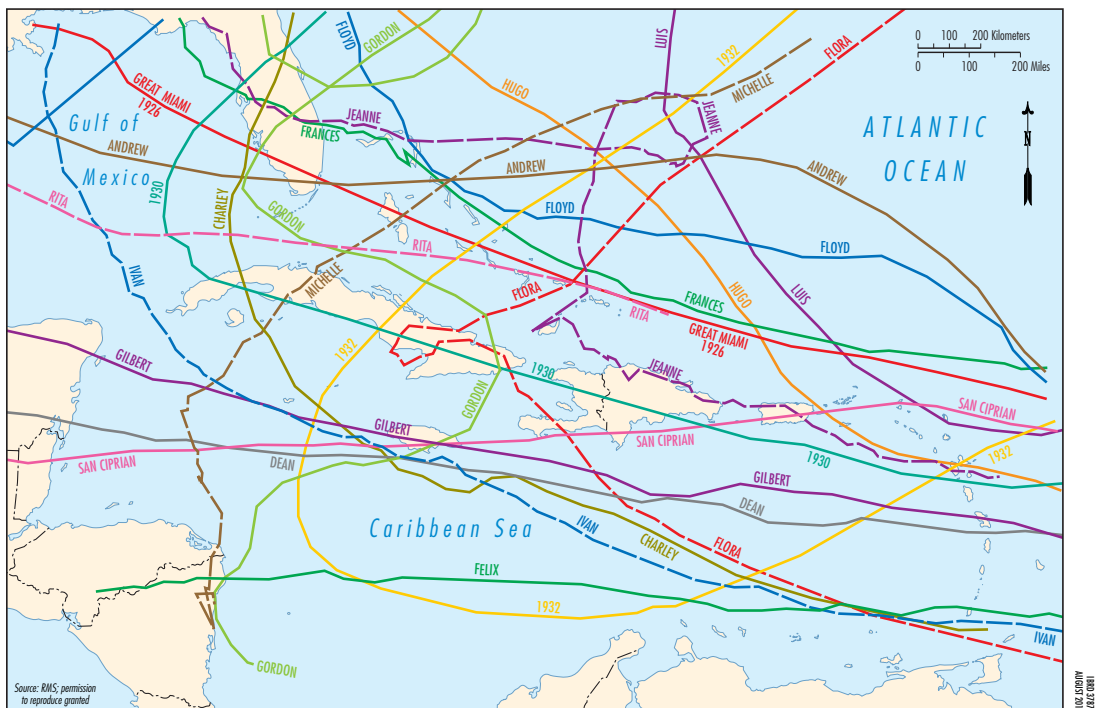 FLOYD
GORDON
LUIS
1932
FLORA
0 100 200 Kilometers
0 100 200 Miles
HUGO
MICHELLE
GREAT MIAMI
1926
JEANNE
JEANNE
FRANCES
Gulf of
Mexico
ATLANTIC
OCEAN
N
ANDREW
ANDREW
ANDREW
1930
RITA
CHARLEY
GORDON
FLOYD
RITA
FLOYD
IVAN
MICHELLE
FLORA
HUGO
LUIS
FRANCES
RITA
GREAT MIAMI
1926
1932
GILBERT
1930
JEANNE
GORDON
SAN CIPRIAN
GILBERT
SAN CIPRIAN
1932
SAN CIPRIAN
DEAN
1930
GILBERT
DEAN
Caribbean Sea
IVAN
CHARLEY
FLORA
FELIX
1932
IVAN
GORDON
Source: RMS; permission
to reproduce granted
AUGUST 201